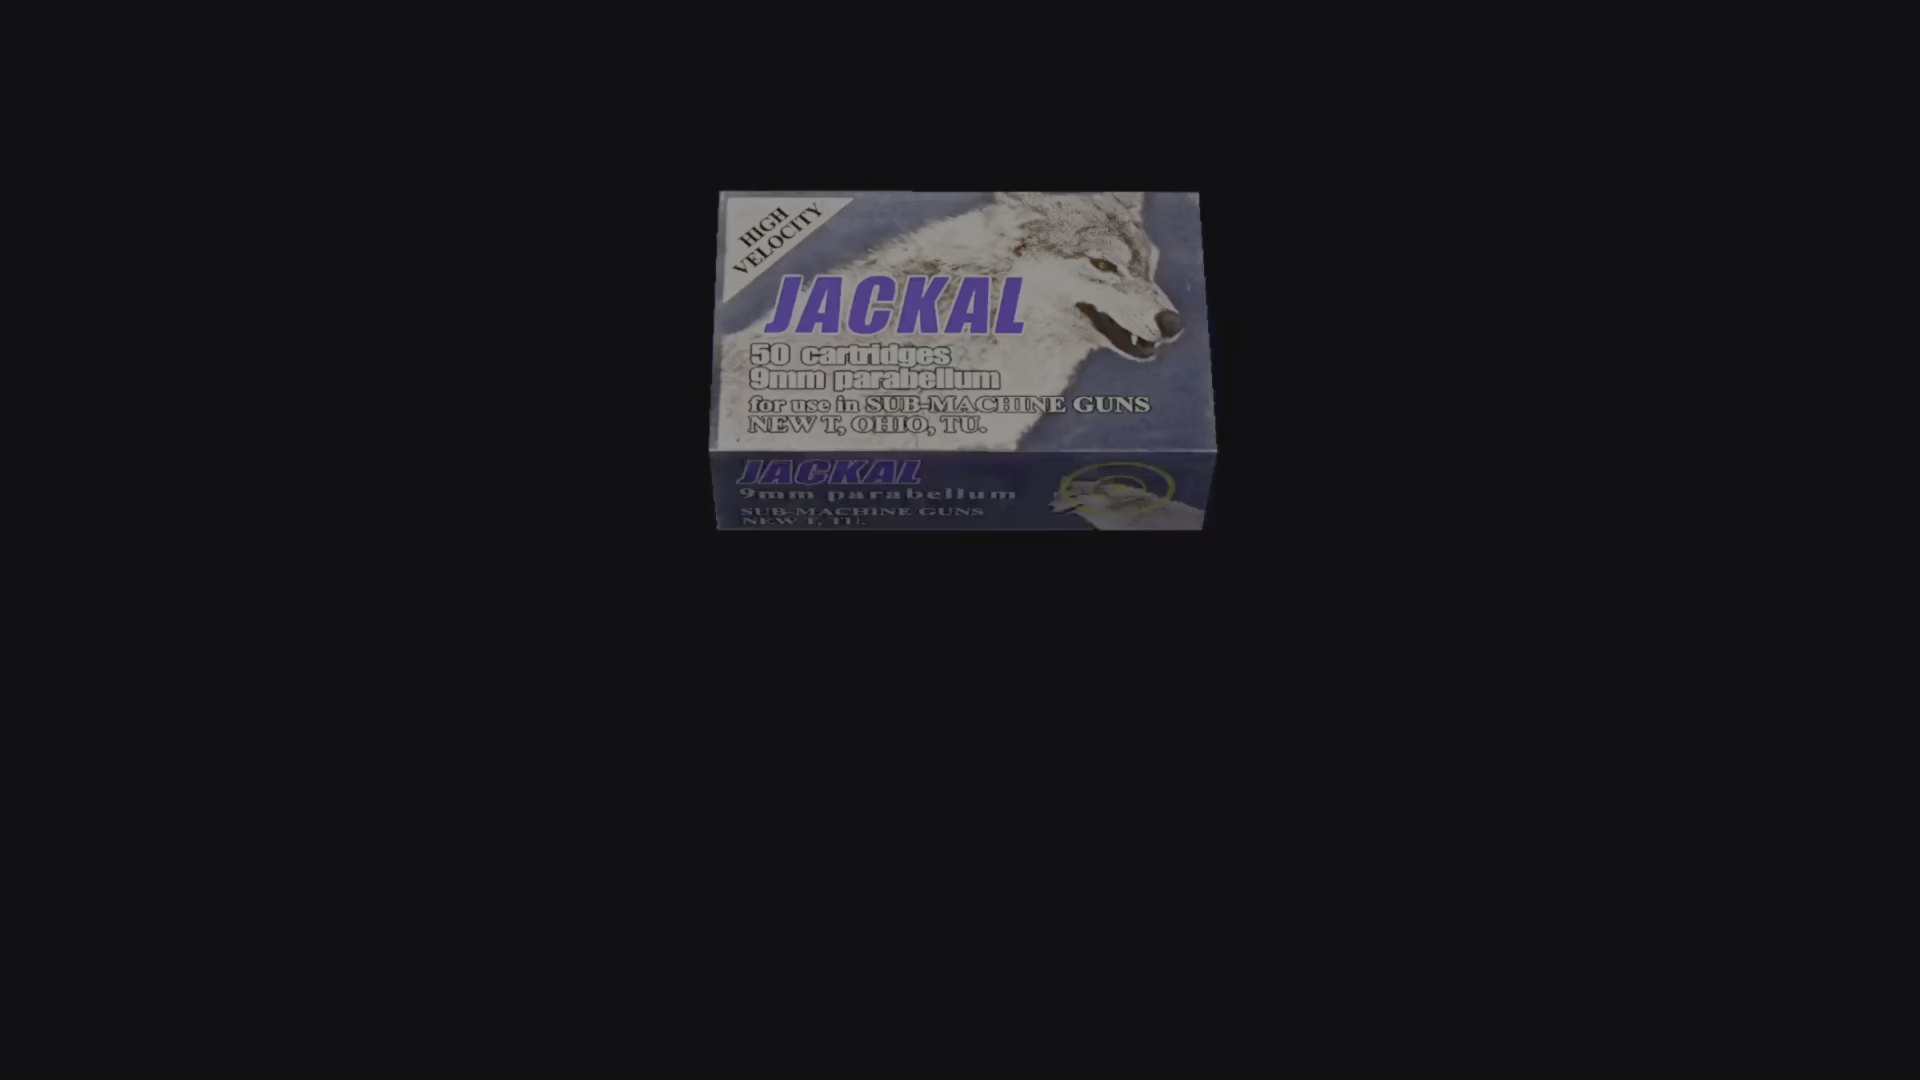 HIGH
VELOCITY
JACKAL
50 cartridges
9mm parabellum
for use in SUB-MACHINE GUNS
NEW T, OHIO, TU.
JACKAL
9mm parabellum
SUB-MACHINE GUNS
NEW T, TU.